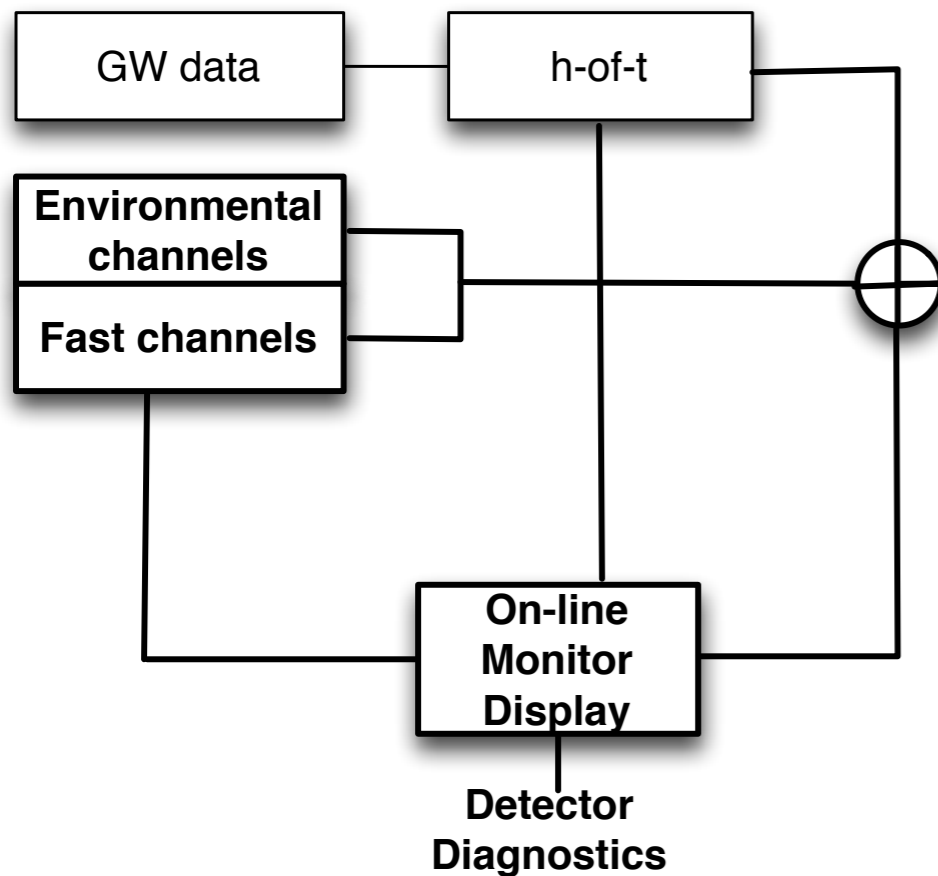 GW data
h-of-t
Environmental
channels
Fast channels
On-line
Monitor
Display
Detector
Diagnostics